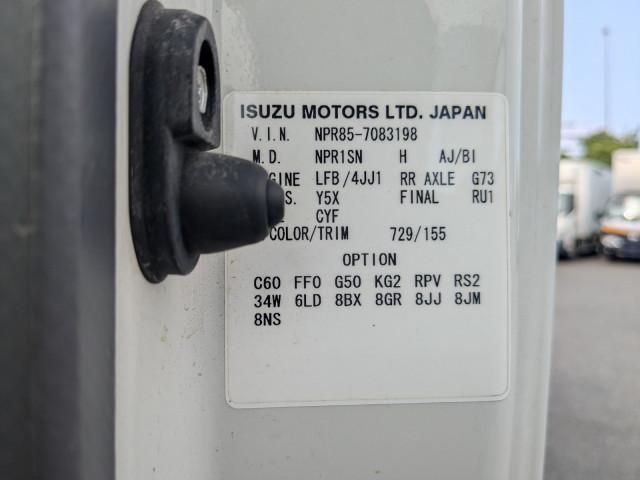 ISUZU MOTORS LTD. JAPAN
V.I.N. NPR85-7083198
M.D. NPR1SN H AJ/BI
GINE LFB/4JJ1 RR AXLE G73
S. Y5X FINAL RU1
CYF
COLOR/TRIM 729/155
OPTION
C60 FF0 G50 KG2 RPV RS2
34W 6LD 8BX 8GR 8JJ 8JM
8NS